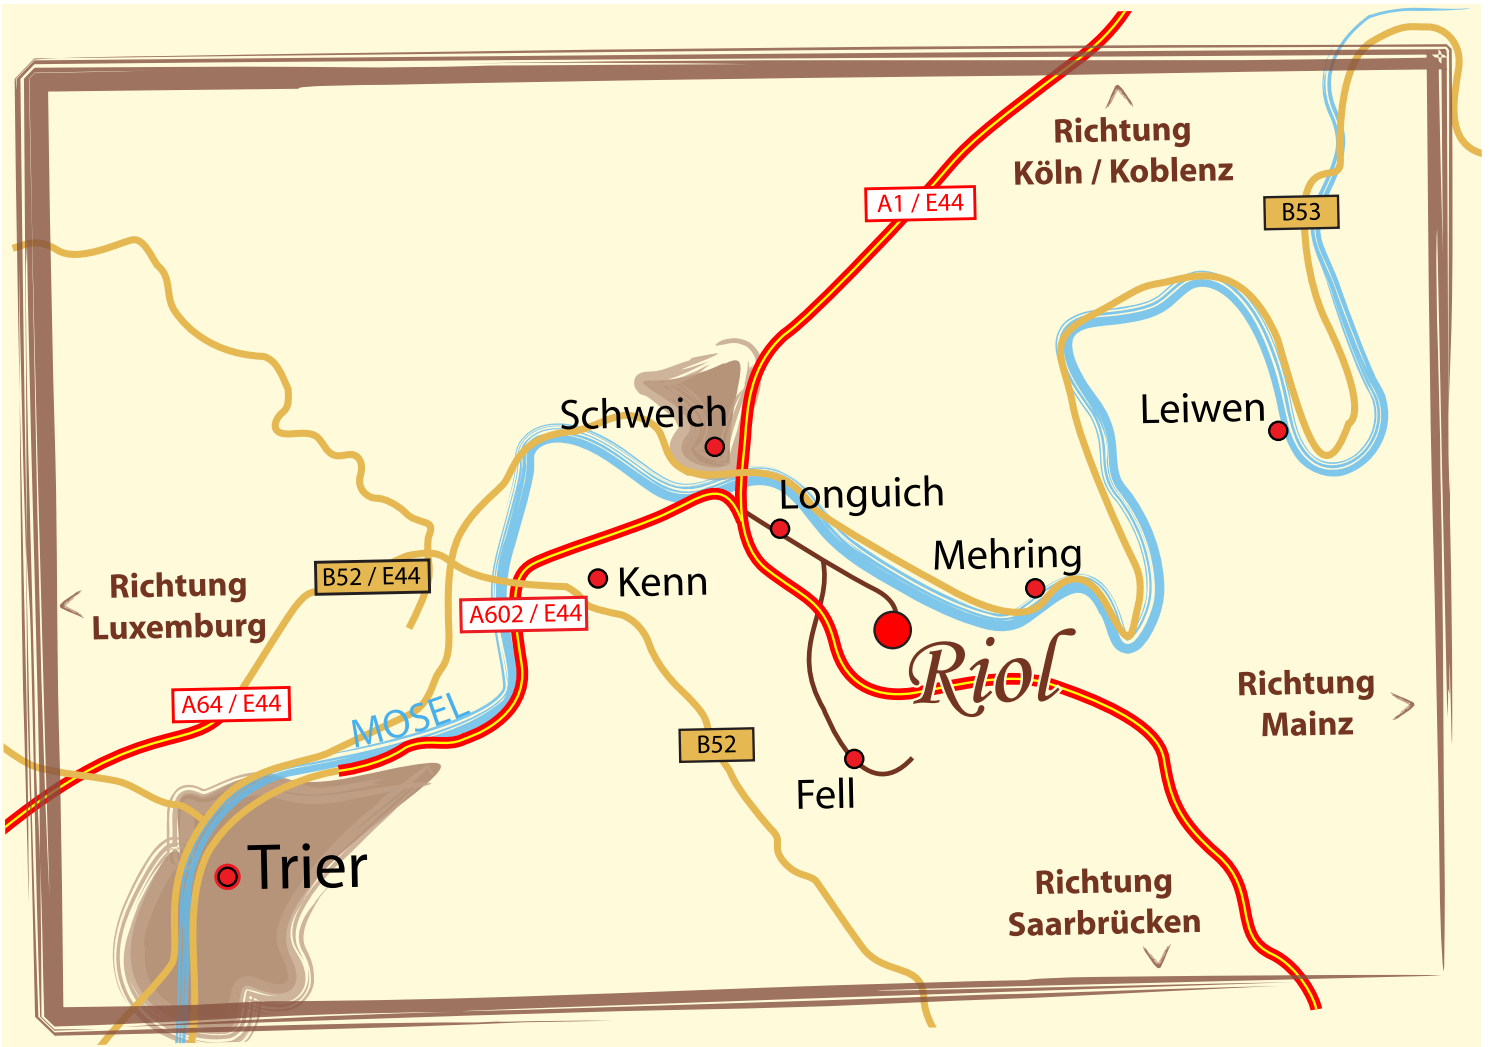 Richtung
Köln / Koblenz
A1 / E44
B53
Schweich
Leiwen
Longuich
Mehring
B52 / E44
Kenn
Richtung
Luxemburg
A602 / E44
Riol
A64 / E44
MOSEL
Richtung
Mainz
B52
Fell
Trier
Richtung
Saarbrücken